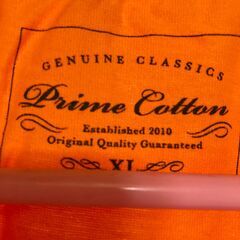 GENUINE CLASSICS
Prime Cotton
Established 2010
Original Quality Guaranteed
XL